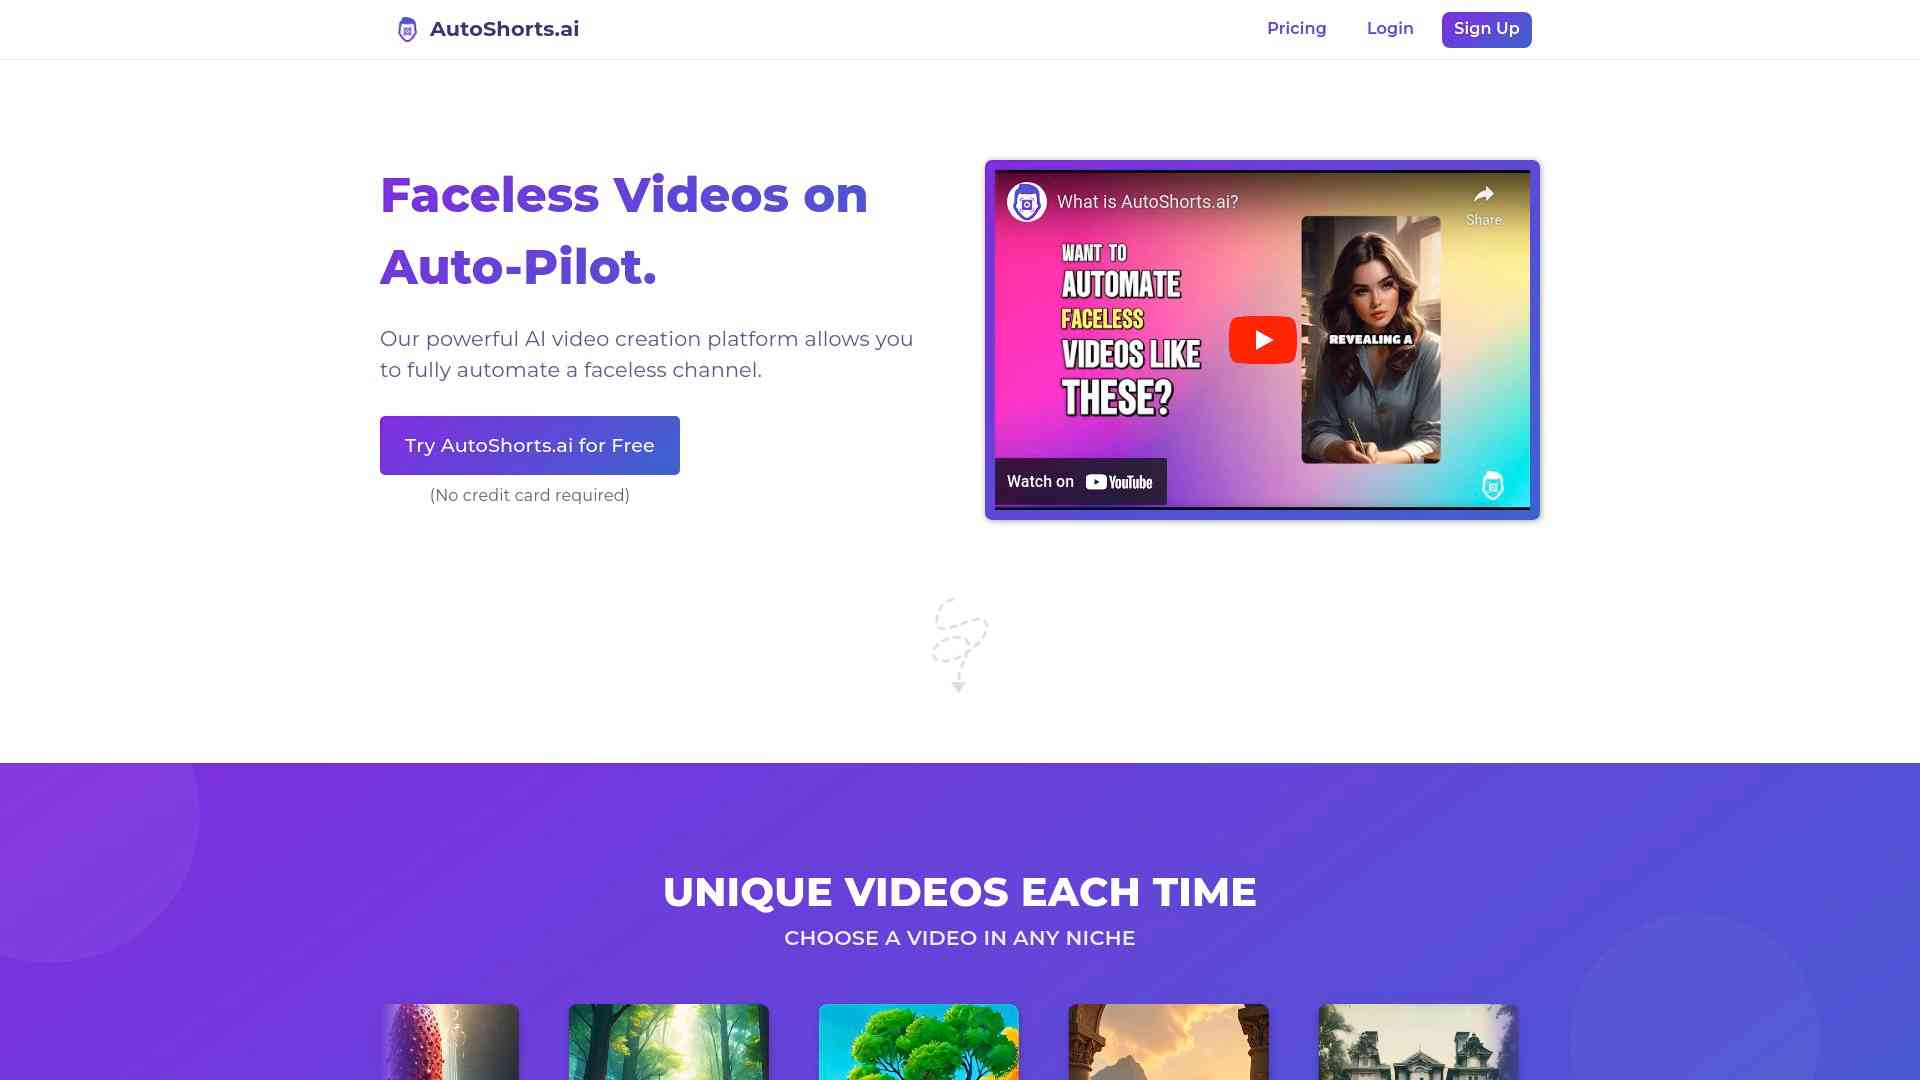 AutoShorts.ai
Pricing
Login
Sign Up
Faceless Videos on
Auto-Pilot.
Our powerful AI video creation platform allows you
to fully automate a faceless channel.
Try AutoShorts.ai for Free
(No credit card required)
What is AutoShorts.ai?
Share
WANT TO
AUTOMATE
FACELESS
VIDEOS LIKE
THESE?
REVEALING A
Watch on YouTube
UNIQUE VIDEOS EACH TIME
CHOOSE A VIDEO IN ANY NICHE